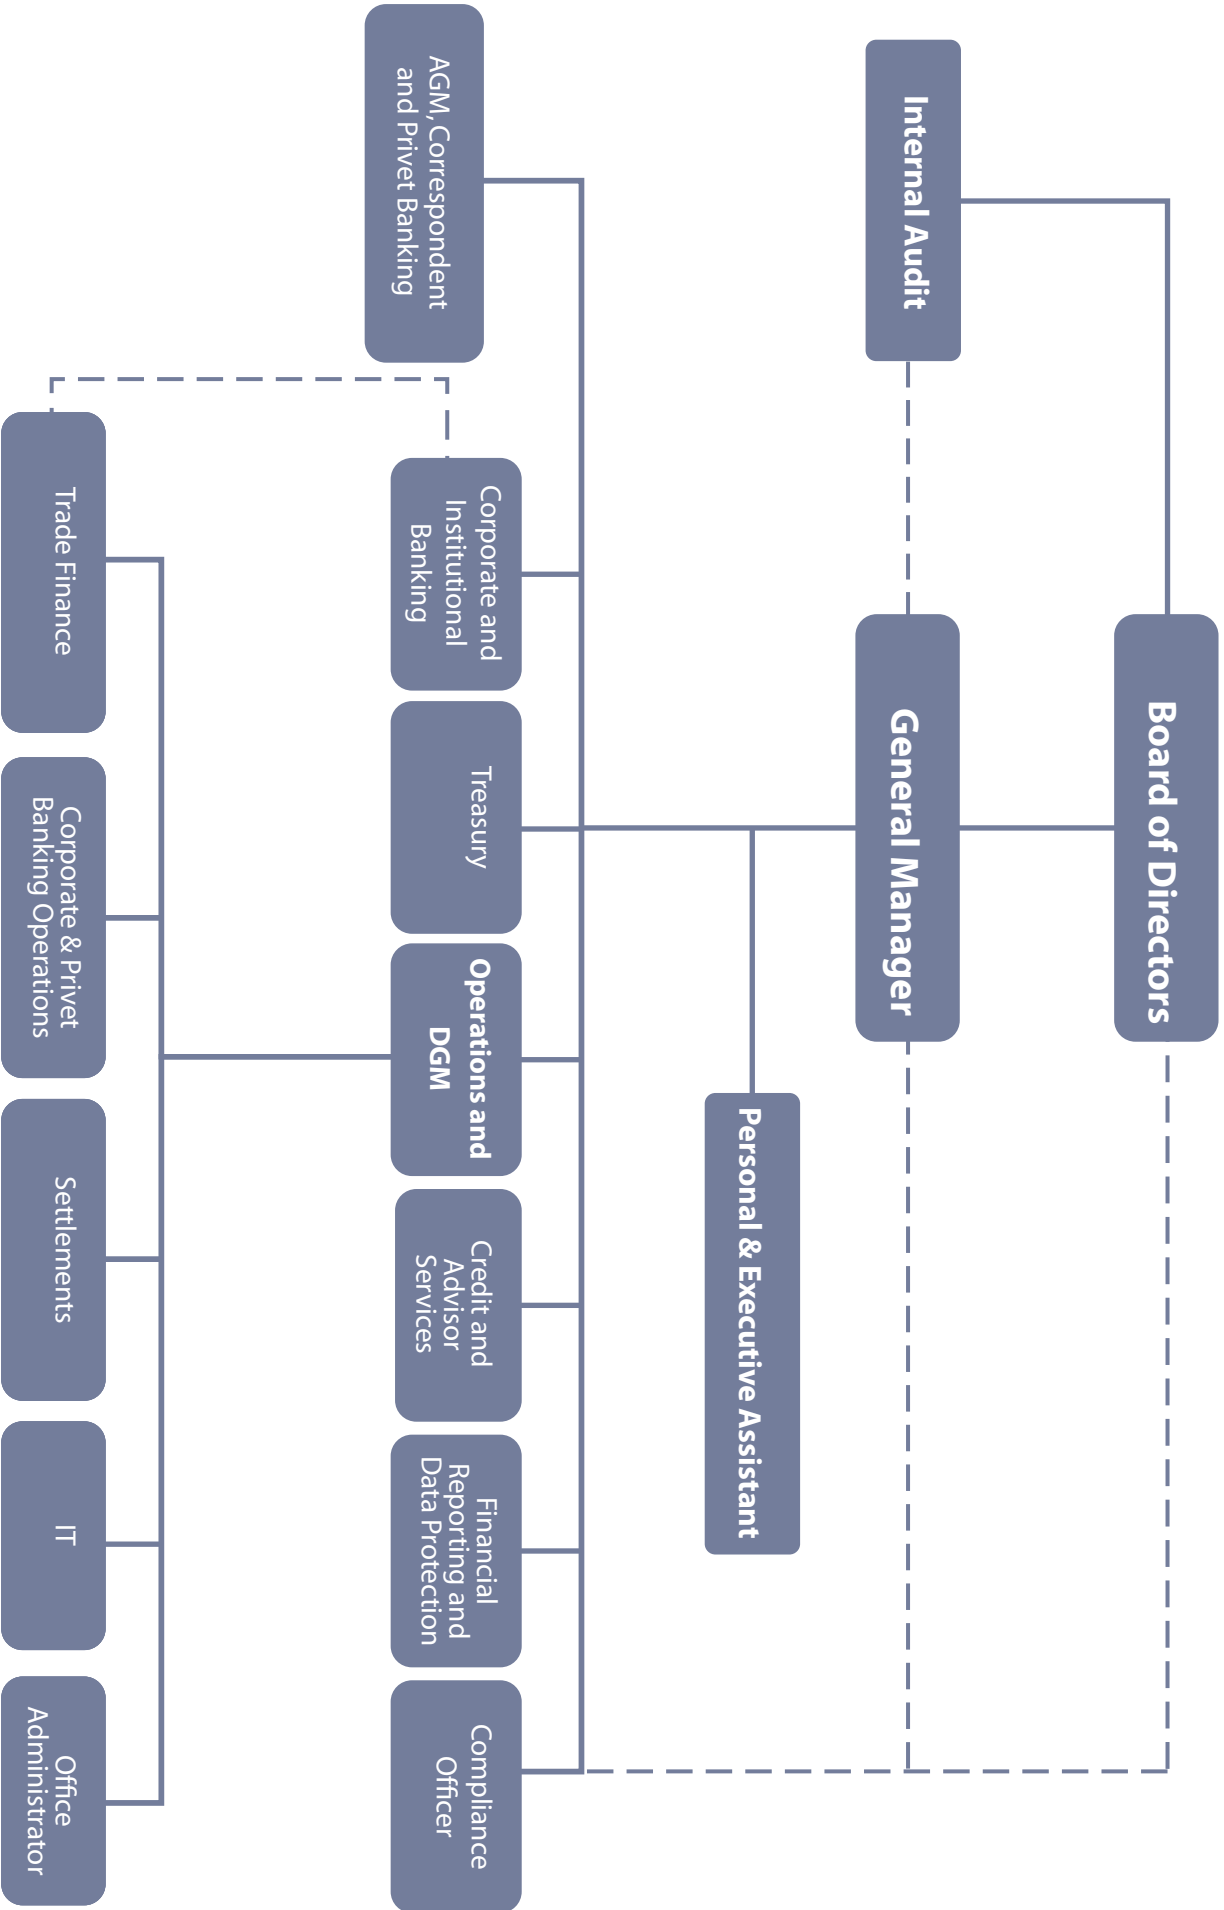 Board of Directors
Internal Audit
General Manager
Personal & Executive Assistant
AGM, Correspondent
and Privet Banking
Corporate and
Institutional
Banking
Treasury
Operations and
DGM
Credit and
Advisor
Services
Financial
Reporting and
Data Protection
Compliance
Officer
Trade Finance
Corporate & Privet
Banking Operations
Settlements
IT
Office
Administrator